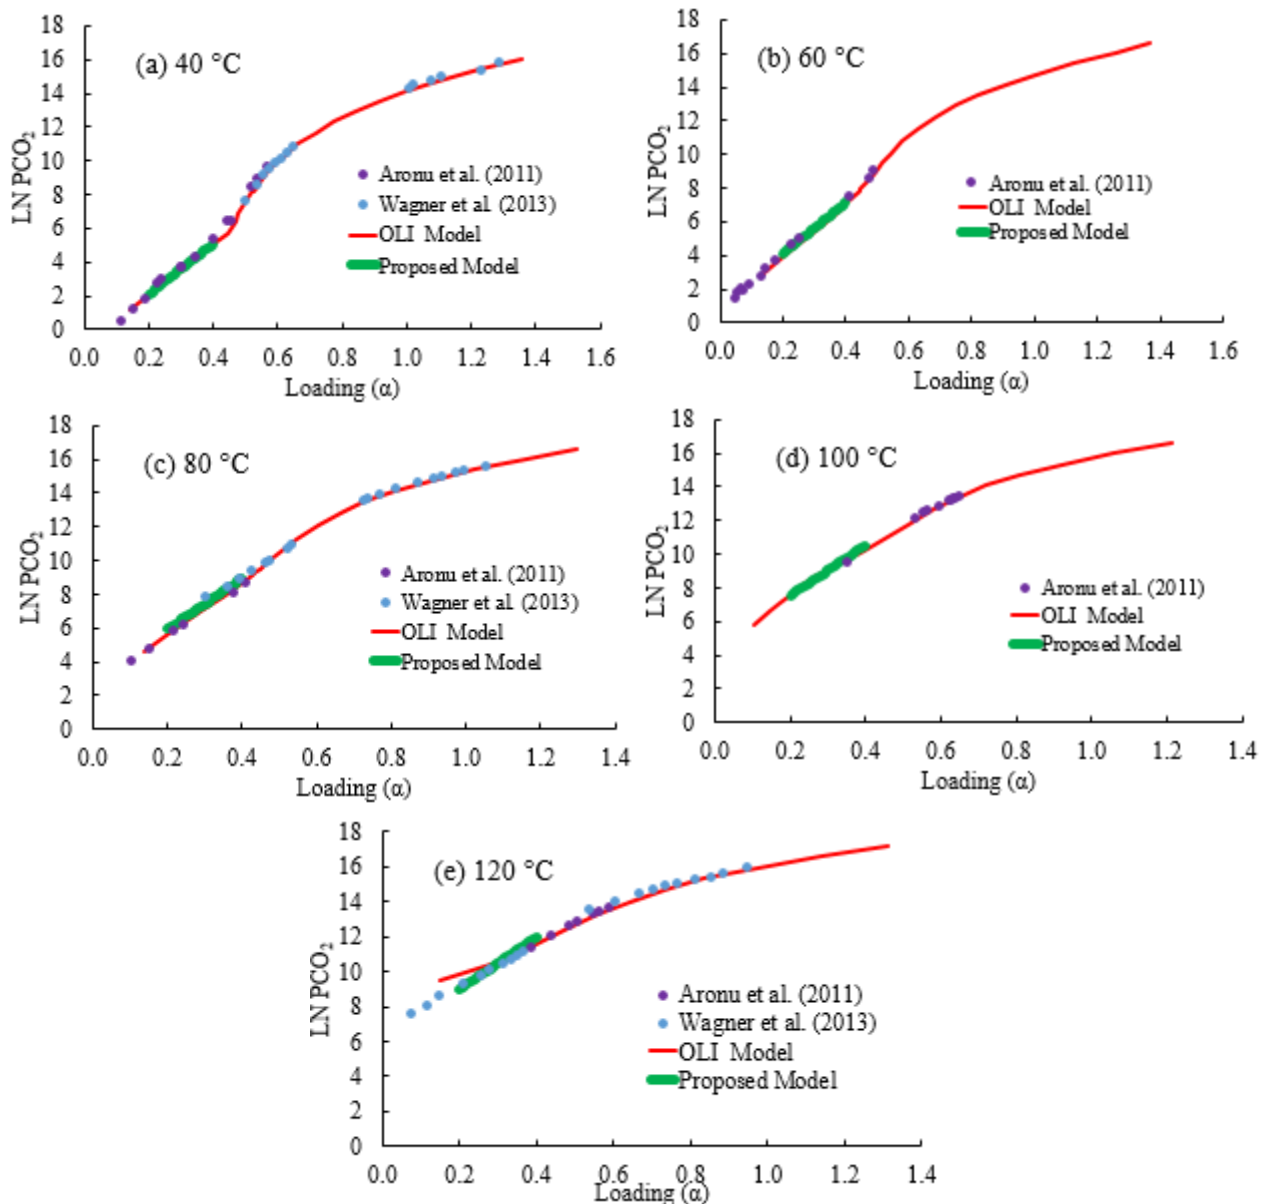 (a) 40 °C
LN PCO₂
18
16
14
12
10
8
6
4
2
0
Aronu et al. (2011)
Wagner et al. (2013)
OLI Model
Proposed Model
0.0 0.2 0.4 0.6 0.8 1.0 1.2 1.4 1.6
Loading (α)
(b) 60 °C
LN PCO₂
18
16
14
12
10
8
6
4
2
0
Aronu et al. (2011)
OLI Model
Proposed Model
0.0 0.2 0.4 0.6 0.8 1.0 1.2 1.4 1.6
Loading (α)
(c) 80 °C
LN PCO₂
18
16
14
12
10
8
6
4
2
0
Aronu et al. (2011)
Wagner et al. (2013)
OLI Model
Proposed Model
0.0 0.2 0.4 0.6 0.8 1.0 1.2 1.4
Loading (α)
(d) 100 °C
LN PCO₂
18
16
14
12
10
8
6
4
2
0
Aronu et al. (2011)
OLI Model
Proposed Model
0.0 0.2 0.4 0.6 0.8 1.0 1.2 1.4
Loading (α)
(e) 120 °C
LN PCO₂
18
16
14
12
10
8
6
4
2
0
Aronu et al. (2011)
Wagner et al. (2013)
OLI Model
Proposed Model
0.0 0.2 0.4 0.6 0.8 1.0 1.2 1.4
Loading (α)